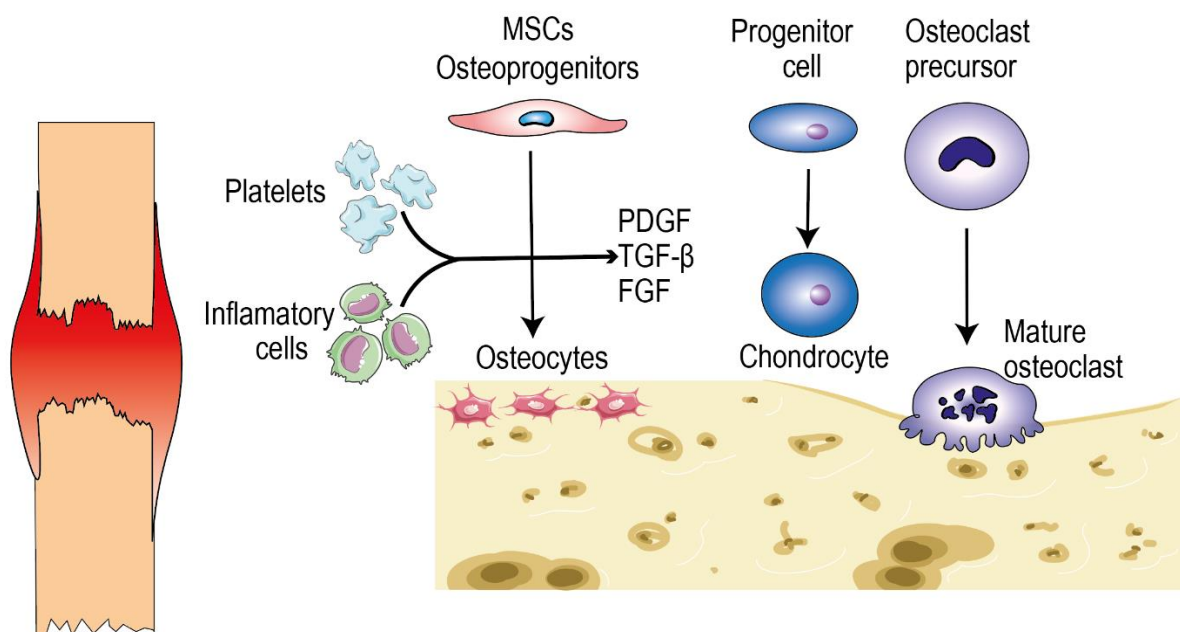 MSCs
Osteoprogenitors
Progenitor
cell
Osteoclast
precursor
Platelets
PDGF
TGF-β
FGF
Inflamatory
cells
Osteocytes
Chondrocyte
Mature
osteoclast